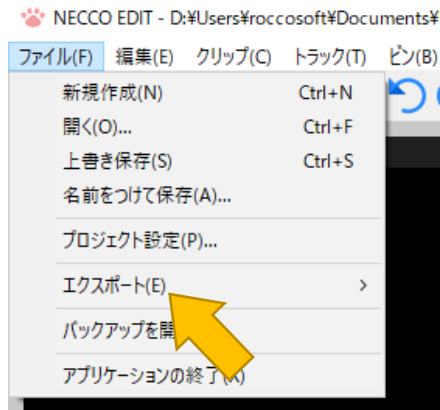 NECCO EDIT - D:¥Users¥roccosoft¥Documents¥
ファイル(F) 編集(E) クリップ(C) トラック(T) ビン(B)
新規作成(N) Ctrl+N
開く(O)... Ctrl+F
上書き保存(S) Ctrl+S
名前をつけて保存(A)...
プロジェクト設定(P)...
エクスポート(E)
バックアップを開
アプリケーションの終了(X)